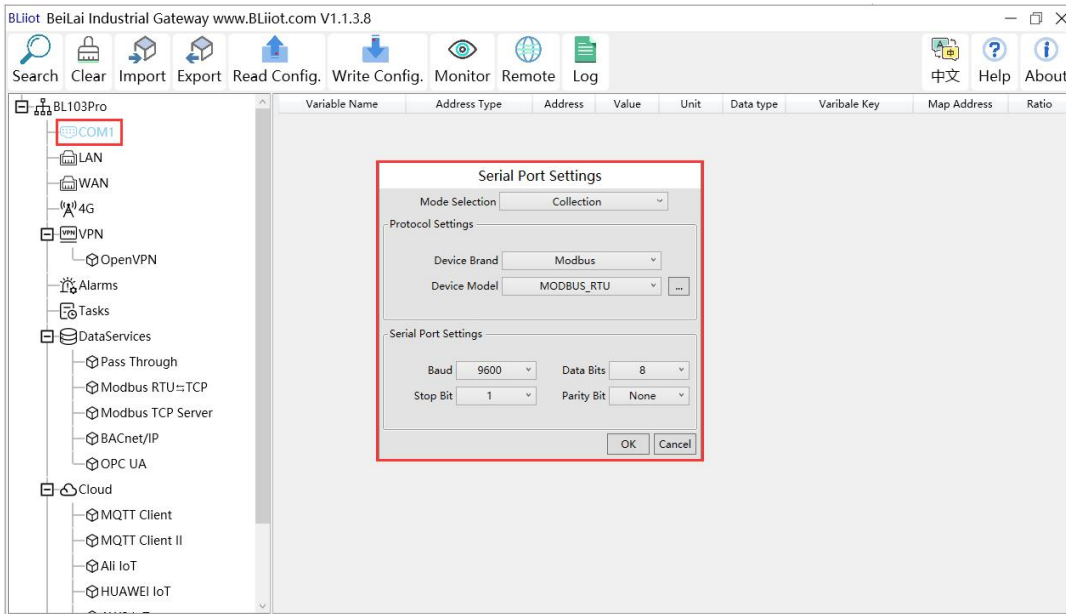 BLiiot BeiLai Industrial Gateway www.BLiiot.com V1.1.3.8
Search Clear Import Export Read Config. Write Config. Monitor Remote Log 中文 Help About
BL103Pro
COM1
LAN
WAN
4G
VPN
OpenVPN
Alarms
Tasks
DataServices
Pass Through
Modbus RTU⇆TCP
Modbus TCP Server
BACnet/IP
OPC UA
Cloud
MQTT Client
MQTT Client II
Ali IoT
HUAWEI IoT
Variable Name Address Type Address Value Unit Data type Varibale Key Map Address Ratio
Serial Port Settings
Mode Selection Collection
Protocol Settings
Device Brand Modbus
Device Model MODBUS_RTU ...
Serial Port Settings
Baud 9600 Data Bits 8
Stop Bit 1 Parity Bit None
OK Cancel